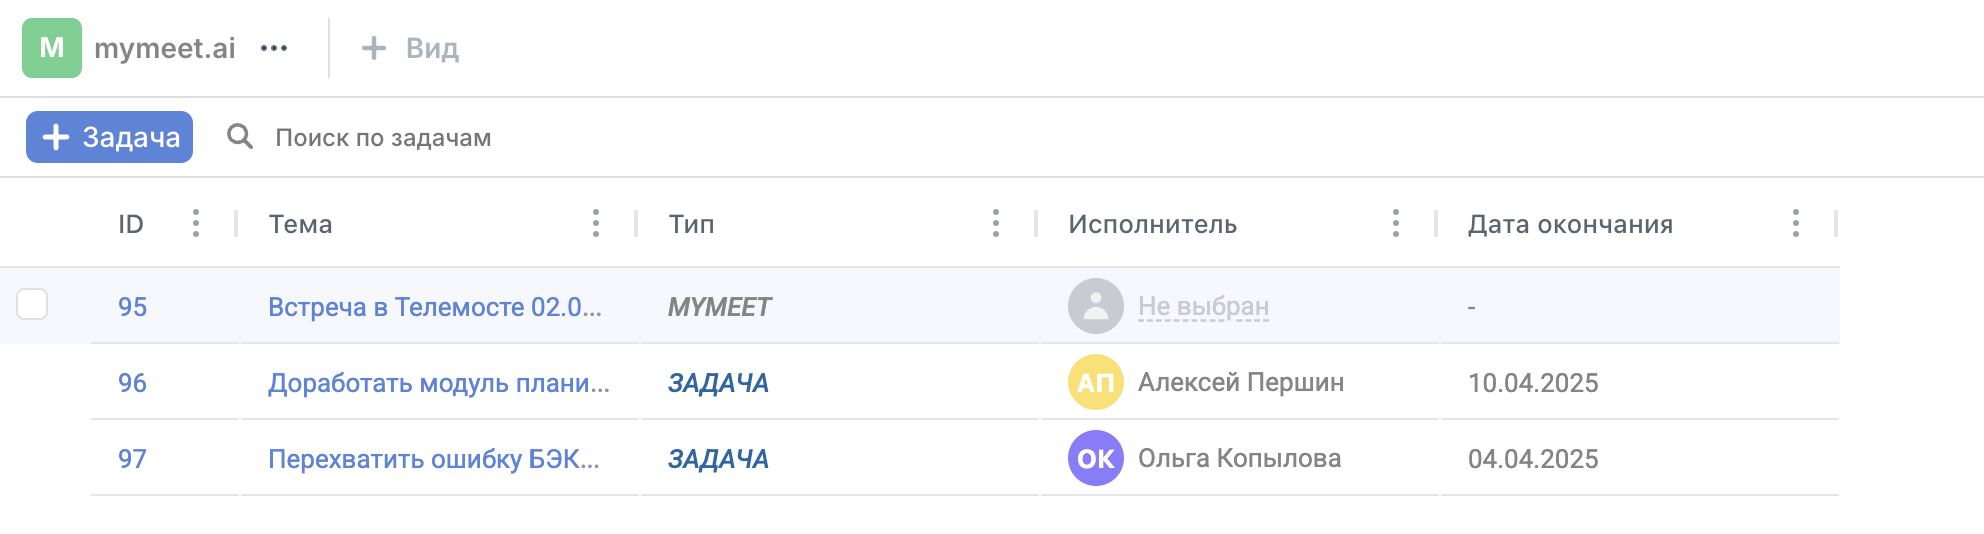 M mymeet.ai ••• + Вид
+ Задача Поиск по задачам
ID Тема Тип Исполнитель Дата окончания
95 Встреча в Телемосте 02.0... MYMEET Не выбран -
96 Доработать модуль плани... ЗАДАЧА АП Алексей Першин 10.04.2025
97 Перехватить ошибку БЭК... ЗАДАЧА ОК Ольга Копылова 04.04.2025